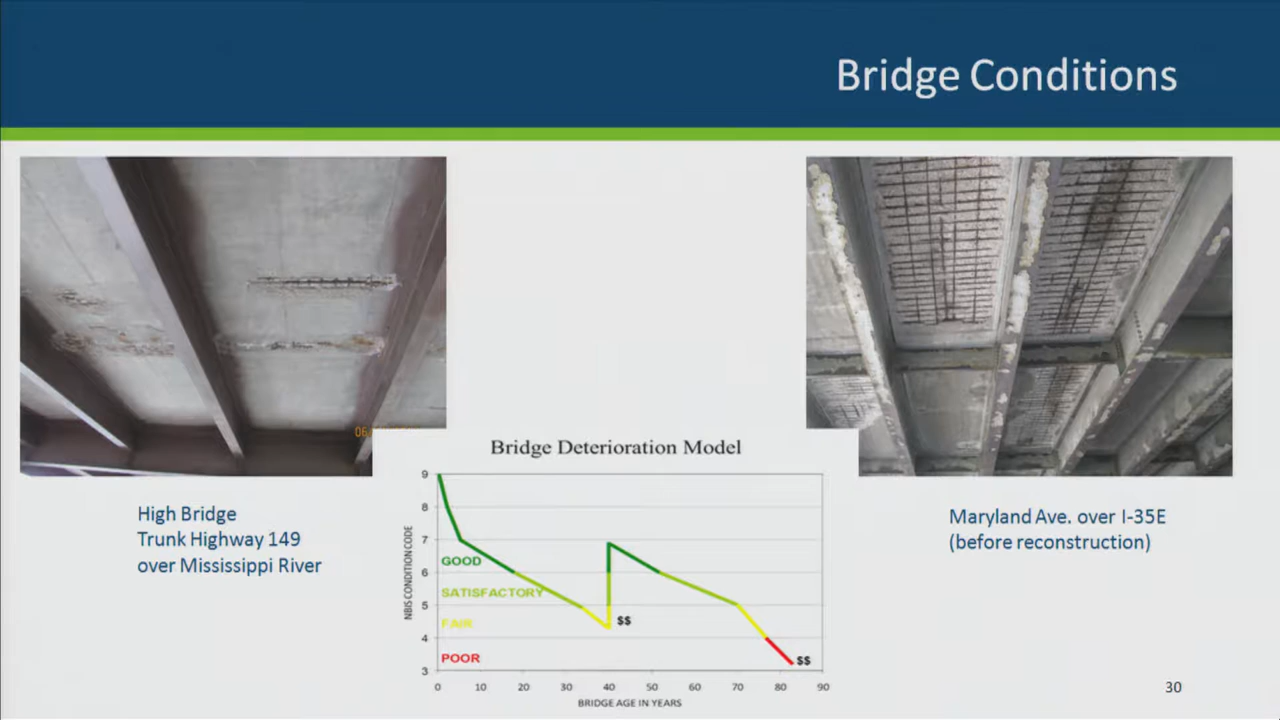 Bridge Conditions
High Bridge
Trunk Highway 149
over Mississippi River
Maryland Ave. over I-35E
(before reconstruction)
Bridge Deterioration Model
NBIS CONDITION CODE
9
8
7
6
5
4
3
GOOD
SATISFACTORY
FAIR
POOR
$$
$$
0 10 20 30 40 50 60 70 80 90
BRIDGE AGE IN YEARS
30